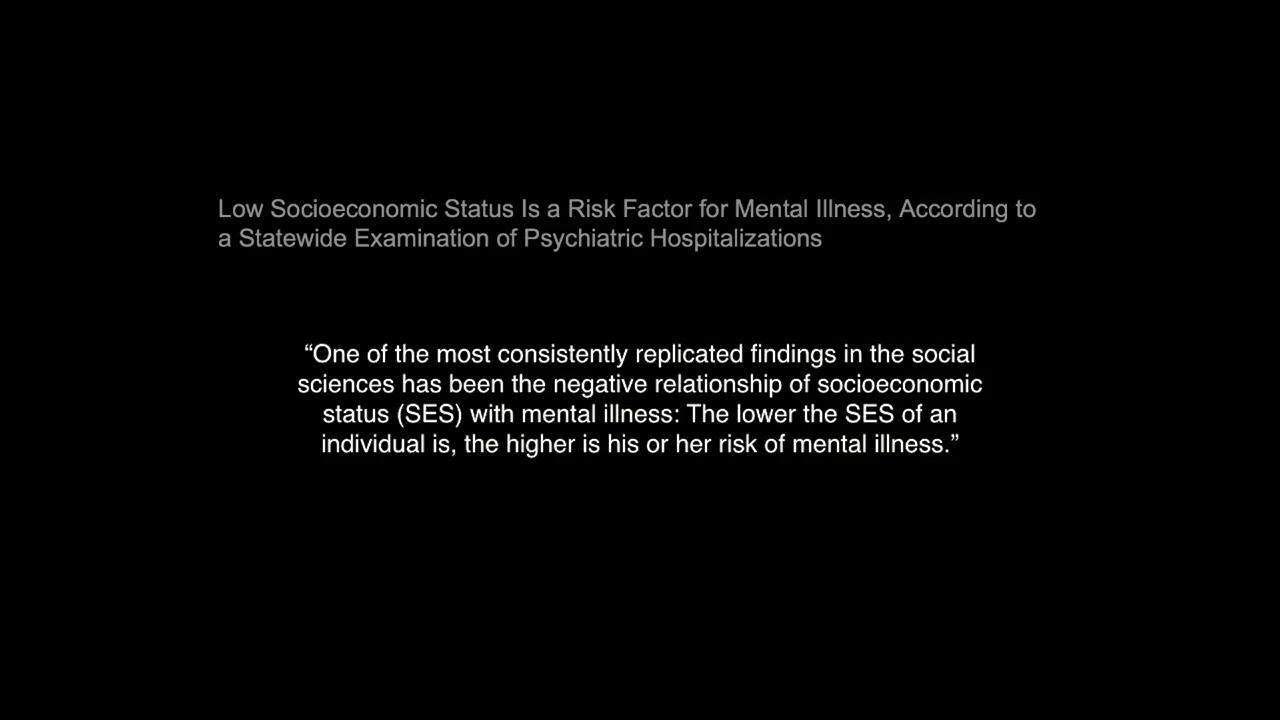 Low Socioeconomic Status Is a Risk Factor for Mental Illness, According to
a Statewide Examination of Psychiatric Hospitalizations
“One of the most consistently replicated findings in the social
sciences has been the negative relationship of socioeconomic
status (SES) with mental illness: The lower the SES of an
individual is, the higher is his or her risk of mental illness.”